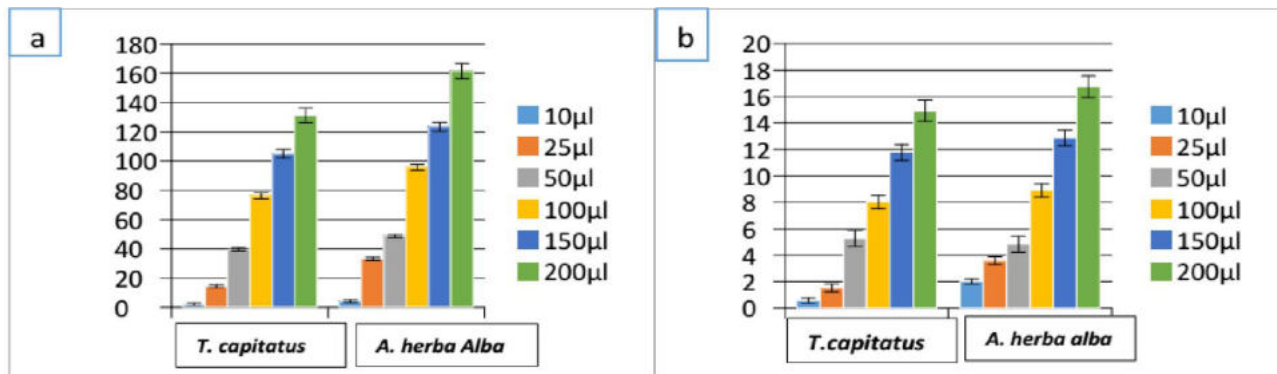 a
180
160
140
120
100
80
60
40
20
0
T. capitatus
A. herba Alba
10µl
25µl
50µl
100µl
150µl
200µl
b
20
18
16
14
12
10
8
6
4
2
0
T.capitatus
A. herba alba
10µl
25µl
50µl
100µl
150µl
200µl